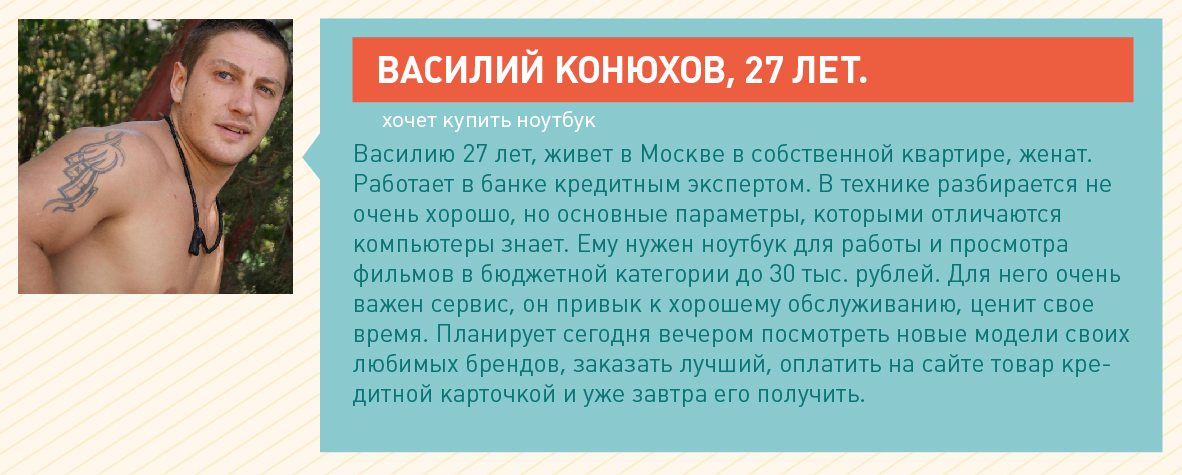 ВАСИЛИЙ КОНЮХОВ, 27 ЛЕТ.
хочет купить ноутбук
Василию 27 лет, живет в Москве в собственной квартире, женат.
Работает в банке кредитным экспертом. В технике разбирается не
очень хорошо, но основные параметры, которыми отличаются
компьютеры знает. Ему нужен ноутбук для работы и просмотра
фильмов в бюджетной категории до 30 тыс. рублей. Для него очень
важен сервис, он привык к хорошему обслуживанию, ценит свое
время. Планирует сегодня вечером посмотреть новые модели своих
любимых брендов, заказать лучший, оплатить на сайте товар кре-
дитной карточкой и уже завтра его получить.